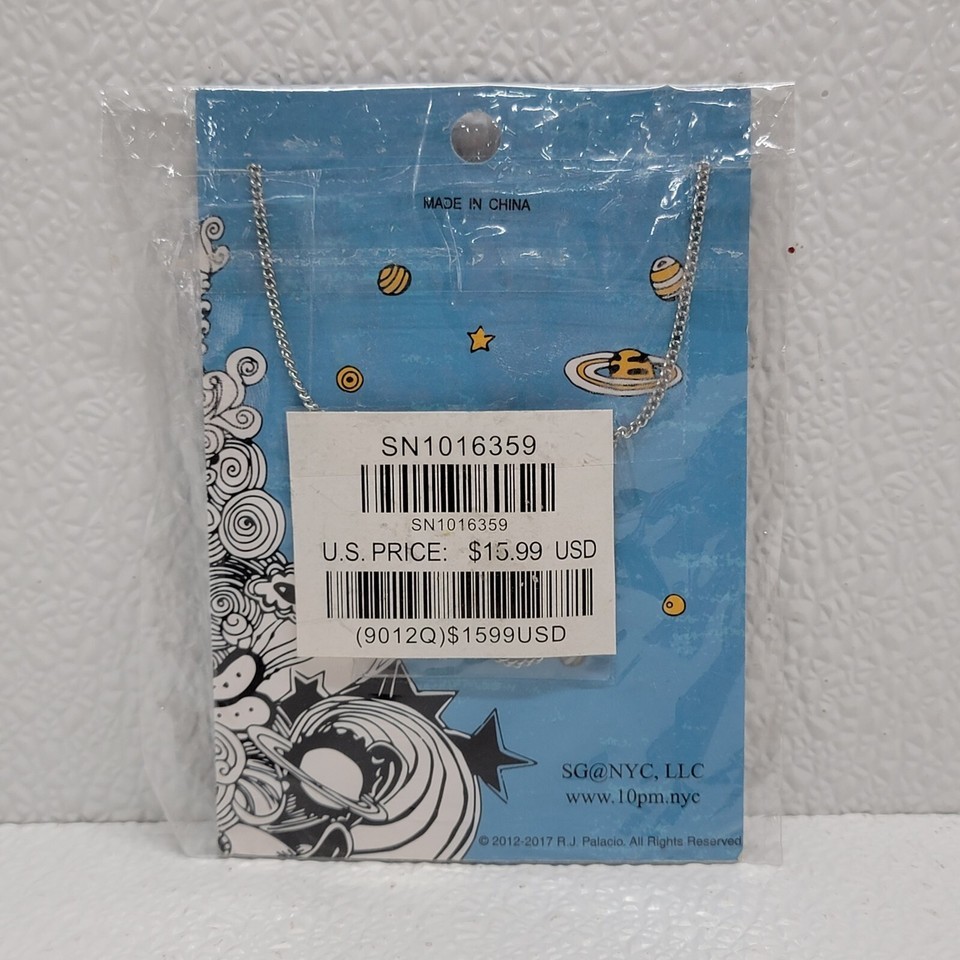 MADE IN CHINA
SN1016359
SN1016359
U.S. PRICE: $15.99 USD
(9012Q)$1599USD
SG@NYC, LLC
www.10pm.nyc
© 2012-2017 R.J. Palacio. All Rights Reserved